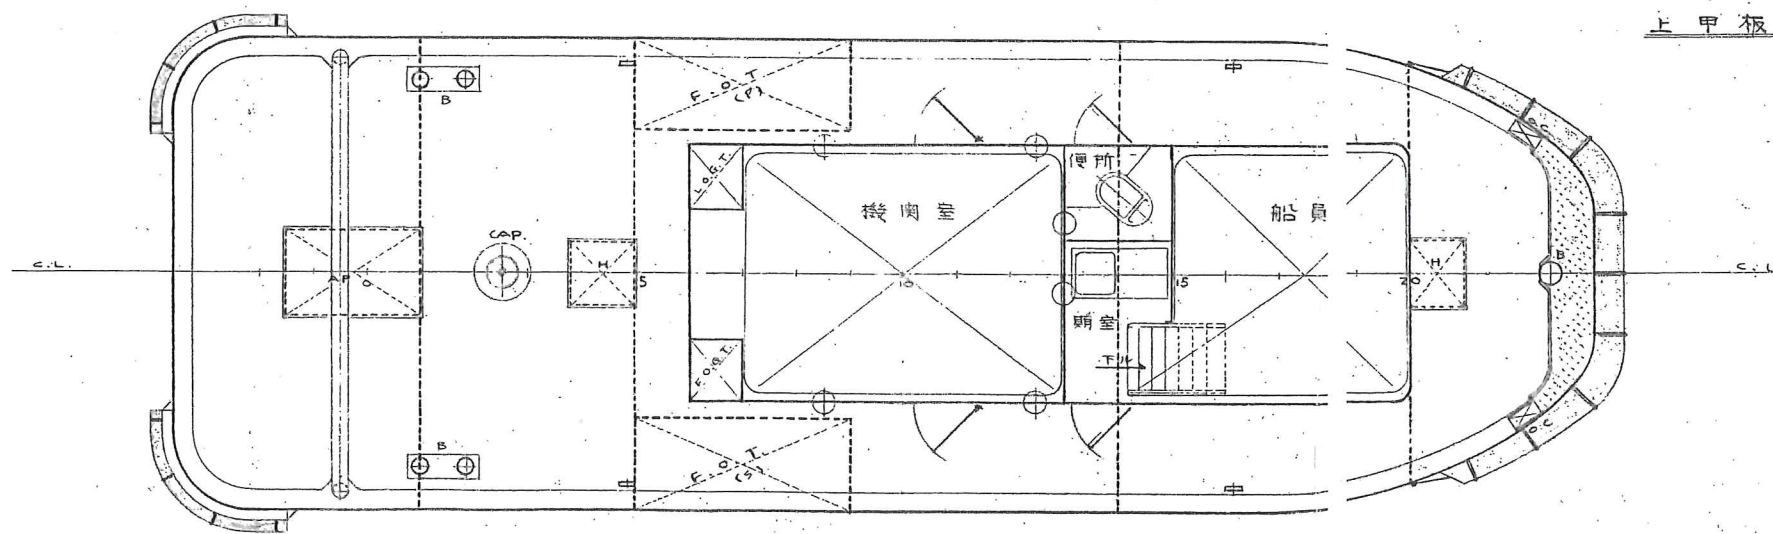 上甲板
F.O.T
(P)
B
L.O.G.T.
便所
O.C
機関室
船員
CAP.
C.L.
A.P
0
H
5
10
15
20
H
B
C.L
厠室
下ル
F.O.G.T.
B
F.O.T.
(S)
O.C